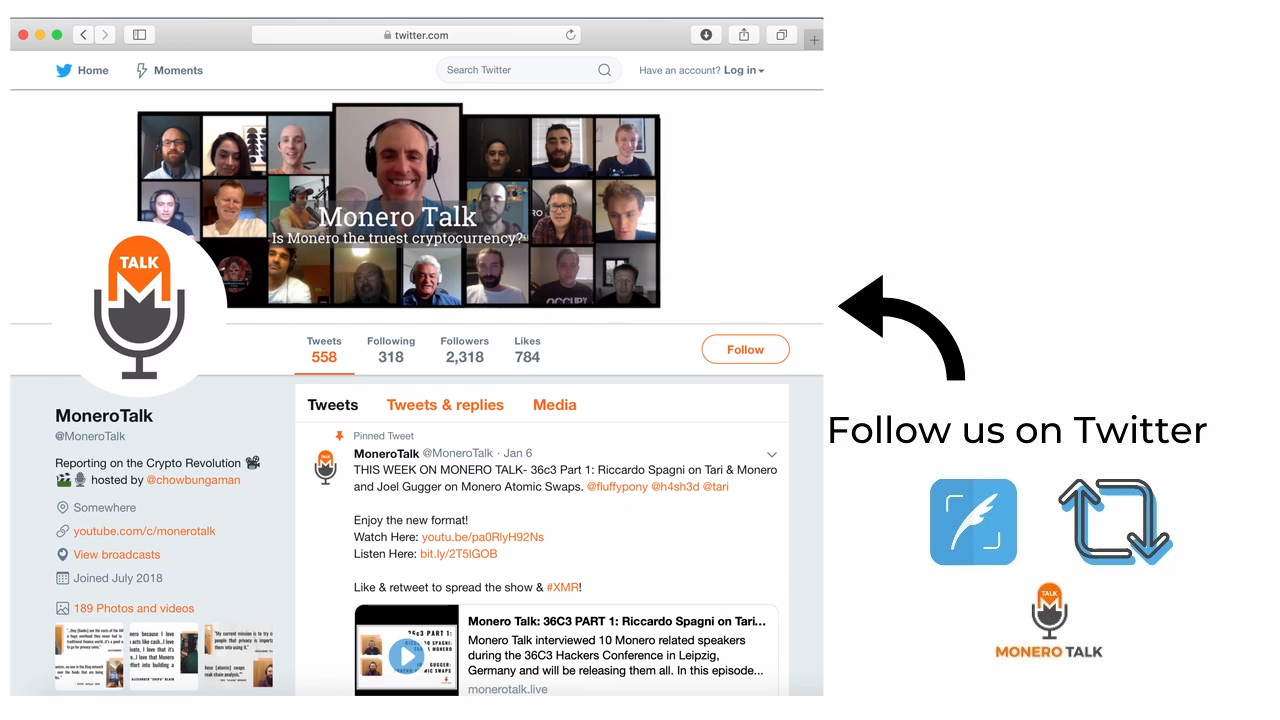 twitter.com
Home
Moments
Search Twitter
Have an account? Log in
Monero Talk
Is Monero the truest cryptocurrency?
OCCUPY
TALK
Tweets
558
Following
318
Followers
2,318
Likes
784
Follow
MoneroTalk
@MoneroTalk
Reporting on the Crypto Revolution
hosted by @chowbungaman
Somewhere
youtube.com/c/monerotalk
View broadcasts
Joined July 2018
189 Photos and videos
Tweets
Tweets & replies
Media
Pinned Tweet
MoneroTalk @MoneroTalk · Jan 6
THIS WEEK ON MONERO TALK- 36c3 Part 1: Riccardo Spagni on Tari & Monero
and Joel Gugger on Monero Atomic Swaps. @fluffypony @h4sh3d @tari
Enjoy the new format!
Watch Here: youtu.be/pa0RlyH92Ns
Listen Here: bit.ly/2T5IGOB
Like & retweet to spread the show & #XMR!
Monero Talk: 36C3 PART 1: Riccardo Spagni on Tari...
Monero Talk interviewed 10 Monero related speakers
during the 36C3 Hackers Conference in Leipzig,
Germany and will be releasing them all. In this episode...
monerotalk.live
Follow us on Twitter
TALK
MONERO TALK